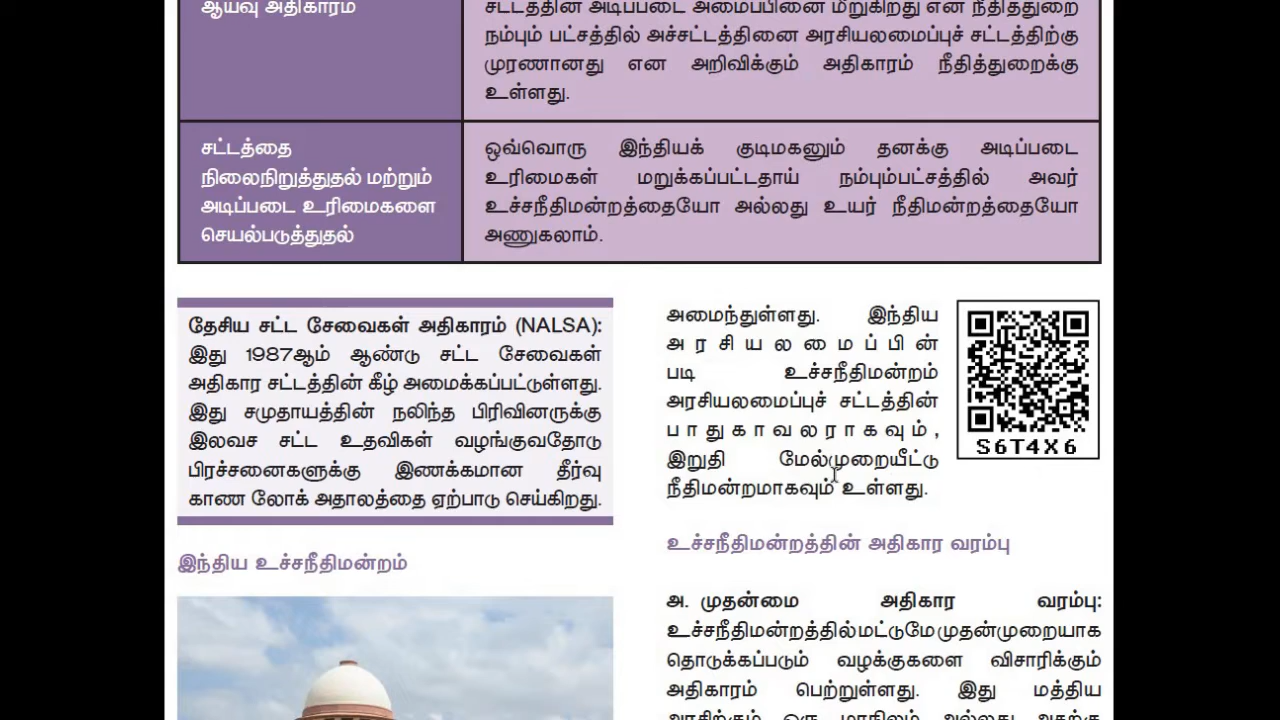 ஆய்வு அதிகாரம்
சட்டத்தின் அடிப்படை அமைப்பினை மீறுகிறது என நீதித்துறை
நம்பும் பட்சத்தில் அச்சட்டத்தினை அரசியலமைப்புச் சட்டத்திற்கு
முரணானது என அறிவிக்கும் அதிகாரம் நீதித்துறைக்கு
உள்ளது.
சட்டத்தை
நிலைநிறுத்துதல் மற்றும்
அடிப்படை உரிமைகளை
செயல்படுத்துதல்
ஒவ்வொரு இந்தியக் குடிமகனும் தனக்கு அடிப்படை
உரிமைகள் மறுக்கப்பட்டதாய் நம்பும்பட்சத்தில் அவர்
உச்சநீதிமன்றத்தையோ அல்லது உயர் நீதிமன்றத்தையோ
அணுகலாம்.
தேசிய சட்ட சேவைகள் அதிகாரம் (NALSA):
இது 1987ஆம் ஆண்டு சட்ட சேவைகள்
அதிகார சட்டத்தின் கீழ் அமைக்கப்பட்டுள்ளது.
இது சமுதாயத்தின் நலிந்த பிரிவினருக்கு
இலவச சட்ட உதவிகள் வழங்குவதோடு
பிரச்சனைகளுக்கு இணக்கமான தீர்வு
காண லோக் அதாலத்தை ஏற்பாடு செய்கிறது.
இந்திய உச்சநீதிமன்றம்
அமைந்துள்ளது. இந்திய
அரசியலமைப்பின்
படி உச்சநீதிமன்றம்
அரசியலமைப்புச் சட்டத்தின்
பாதுகாவலராகவும்,
இறுதி மேல்முறையீட்டு
நீதிமன்றமாகவும் உள்ளது.
S6T4X6
உச்சநீதிமன்றத்தின் அதிகார வரம்பு
அ. முதன்மை அதிகார வரம்பு:
உச்சநீதிமன்றத்தில் மட்டுமே முதன்முறையாக
தொடுக்கப்படும் வழக்குகளை விசாரிக்கும்
அதிகாரம் பெற்றுள்ளது. இது மத்திய
அரசிற்கும் ஒரு மாநிலம் அல்லது அதற்கு